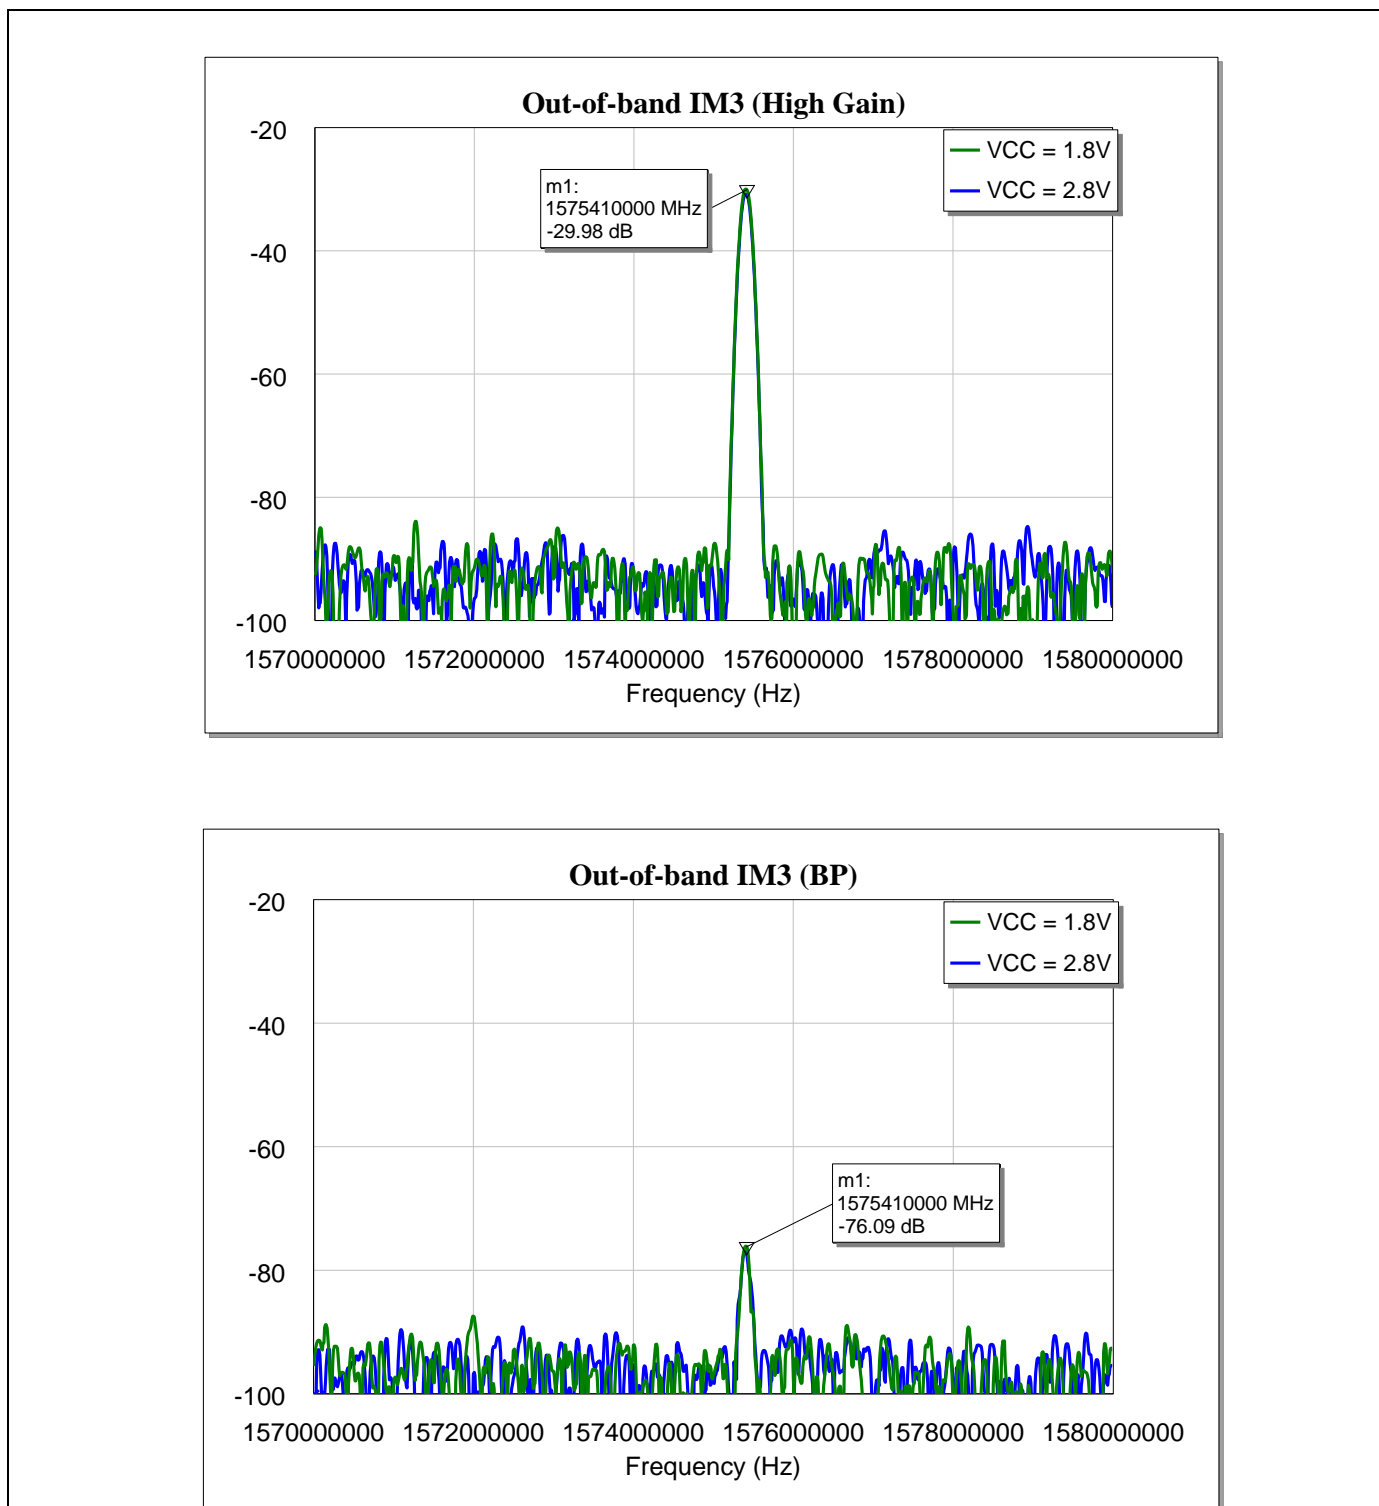 Out-of-band IM3 (High Gain)
-20
VCC = 1.8V
VCC = 2.8V
m1:
1575410000 MHz
-29.98 dB
-40
-60
-80
-100
1570000000 1572000000 1574000000 1576000000 1578000000 1580000000
Frequency (Hz)
Out-of-band IM3 (BP)
-20
VCC = 1.8V
VCC = 2.8V
-40
-60
m1:
1575410000 MHz
-76.09 dB
-80
-100
1570000000 1572000000 1574000000 1576000000 1578000000 1580000000
Frequency (Hz)